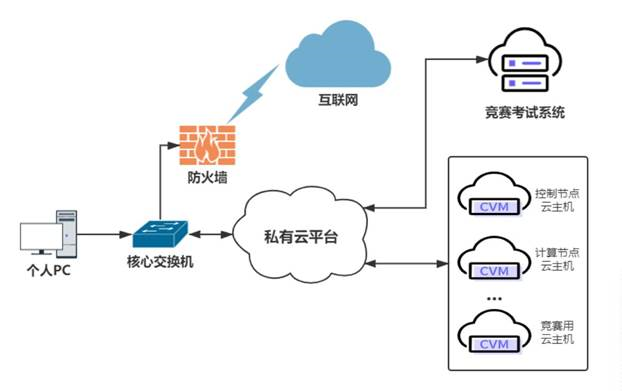 互联网
竞赛考试系统
防火墙
控制节点
云主机
CVM
私有云平台
个人PC
核心交换机
计算节点
云主机
CVM
...
竞赛用
云主机
CVM